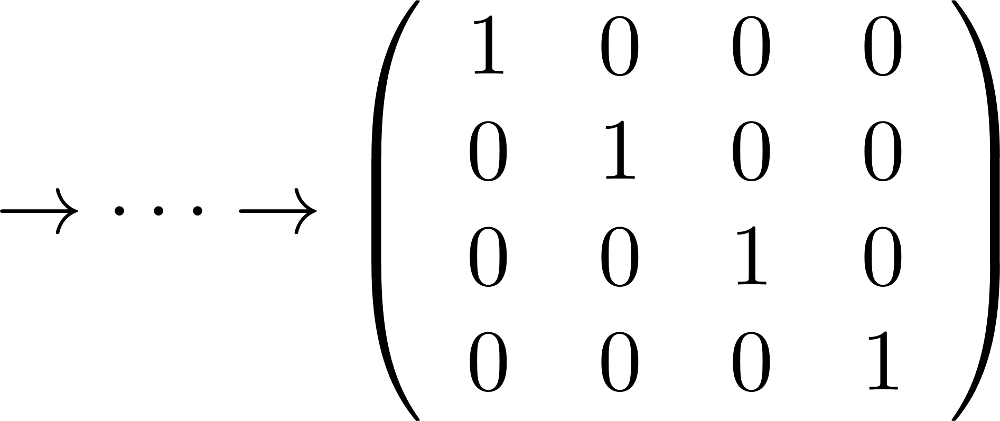 1 0 0 0
0 1 0 0
→ ··· →
0 0 1 0
0 0 0 1